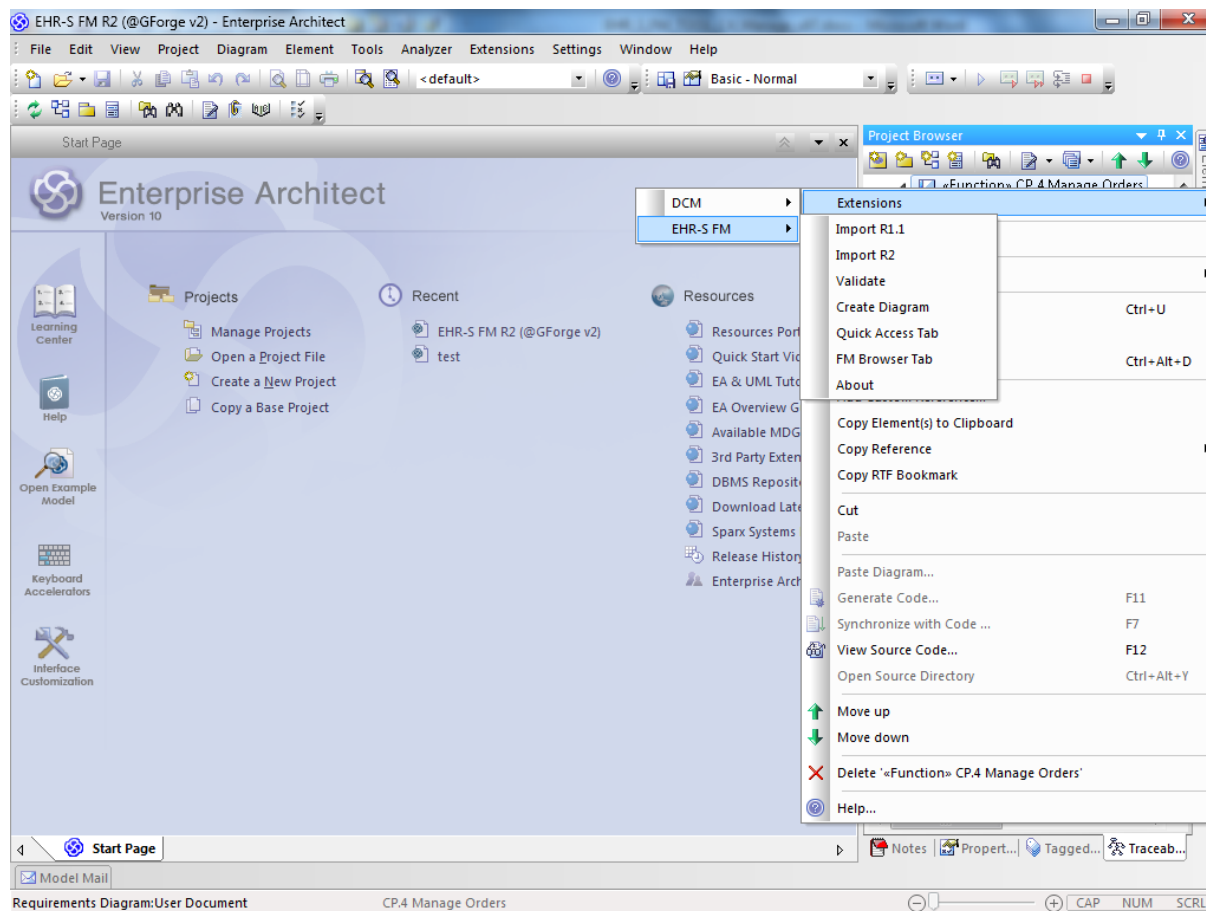 EHR-S FM R2 (@GForge v2) - Enterprise Architect
File Edit View Project Diagram Element Tools Analyzer Extensions Settings Window Help
<default>
Basic - Normal
Start Page
Project Browser
«Function» CP.4 Manage Orders
Enterprise Architect
Version 10
DCM
EHR-S FM
Extensions
Import R1.1
Import R2
Validate
Create Diagram
Ctrl+U
Quick Access Tab
FM Browser Tab
Ctrl+Alt+D
About
Learning
Center
Help
Open Example
Model
Keyboard
Accelerators
Interface
Customization
Projects
Manage Projects
Open a Project File
Create a New Project
Copy a Base Project
Recent
EHR-S FM R2 (@GForge v2)
test
Resources
Resources Port
Quick Start Vid
EA & UML Tuto
EA Overview G
Available MDG
3rd Party Exten
DBMS Reposit
Download Late
Sparx Systems
Release History
Enterprise Arch
Copy Element(s) to Clipboard
Copy Reference
Copy RTF Bookmark
Cut
Paste
Paste Diagram...
Generate Code... F11
Synchronize with Code ... F7
View Source Code... F12
Open Source Directory Ctrl+Alt+Y
Move up
Move down
Delete '«Function» CP.4 Manage Orders'
Help...
Start Page
Notes Propert... Tagged... Traceab...
Model Mail
Requirements Diagram:User Document CP.4 Manage Orders CAP NUM SCRL